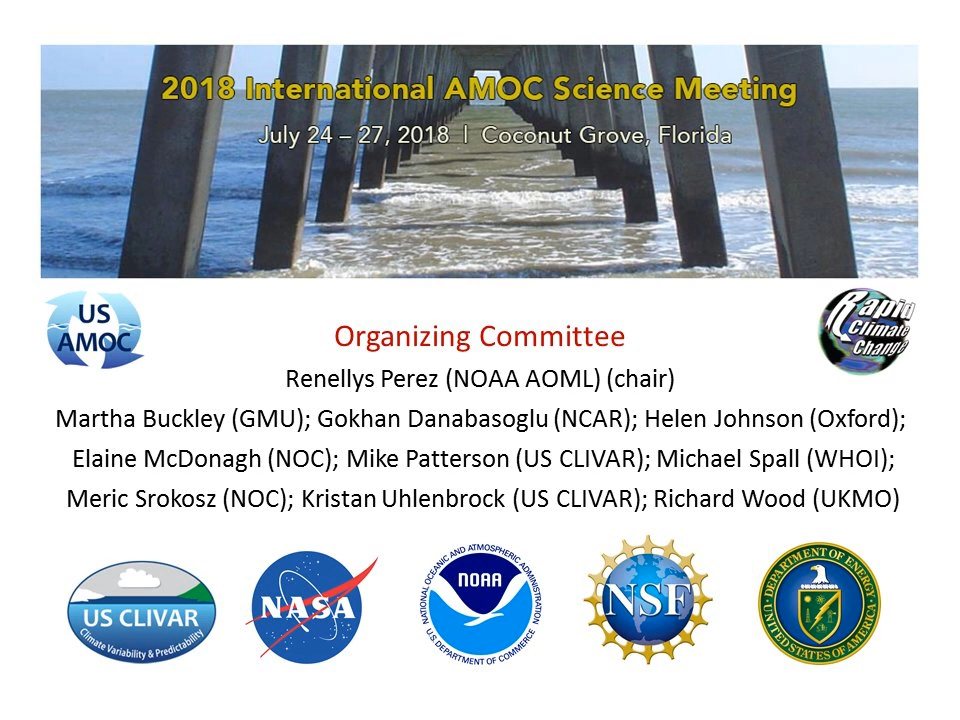 2018 International AMOC Science Meeting
July 24 – 27, 2018 | Coconut Grove, Florida
US
AMOC
Rapid
Climate
Change
Organizing Committee
Renellys Perez (NOAA AOML) (chair)
Martha Buckley (GMU); Gokhan Danabasoglu (NCAR); Helen Johnson (Oxford);
Elaine McDonagh (NOC); Mike Patterson (US CLIVAR); Michael Spall (WHOI);
Meric Srokosz (NOC); Kristan Uhlenbrock (US CLIVAR); Richard Wood (UKMO)
US CLIVAR
Climate Variability & Predictability
NASA
NATIONAL OCEANIC AND ATMOSPHERIC ADMINISTRATION
NOAA
U.S. DEPARTMENT OF COMMERCE
NSF
DEPARTMENT OF ENERGY
UNITED STATES OF AMERICA